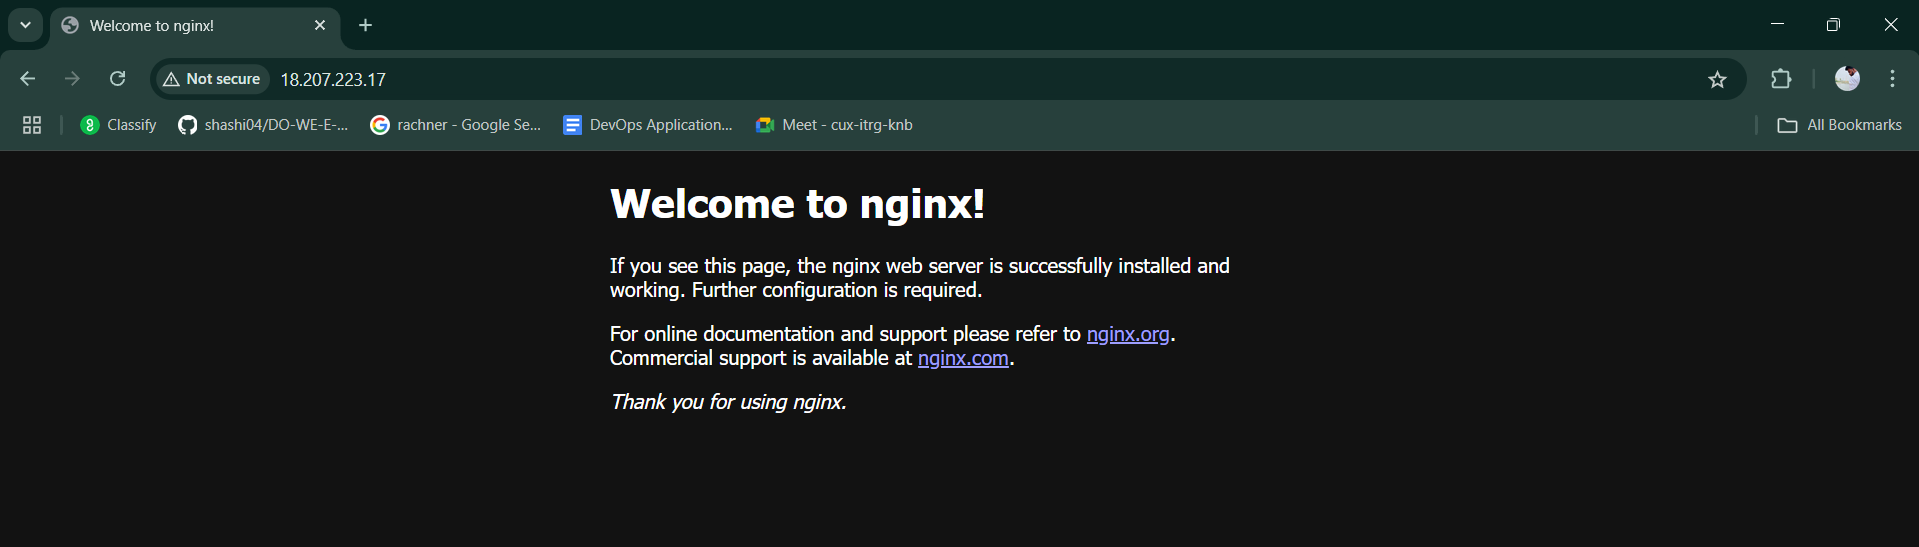 Welcome to nginx!
Not secure
18.207.223.17
Classify
shashi04/DO-WE-E-...
rachner - Google Se...
DevOps Application...
Meet - cux-itrg-knb
All Bookmarks
Welcome to nginx!
If you see this page, the nginx web server is successfully installed and
working. Further configuration is required.
For online documentation and support please refer to nginx.org.
Commercial support is available at nginx.com.
Thank you for using nginx.